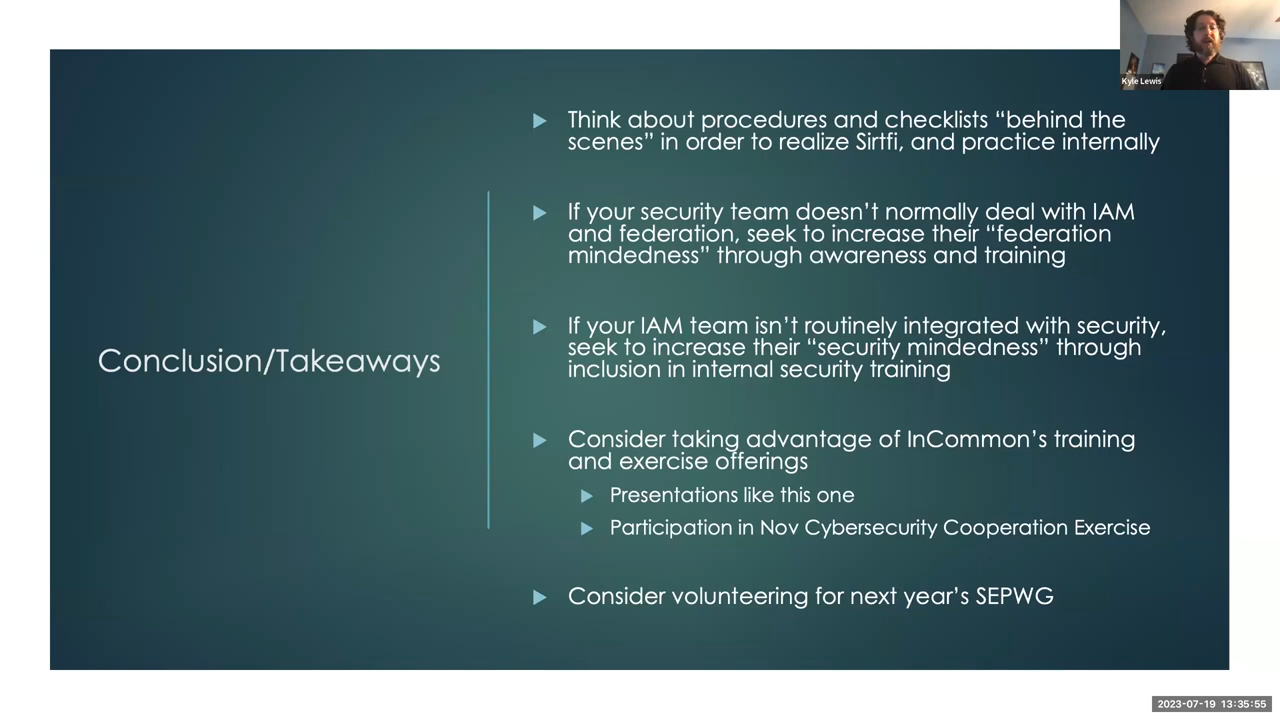 Kyle Lewis
Think about procedures and checklists “behind the
scenes” in order to realize Sirtfi, and practice internally
If your security team doesn’t normally deal with IAM
and federation, seek to increase their “federation
mindedness” through awareness and training
If your IAM team isn’t routinely integrated with security,
seek to increase their “security mindedness” through
inclusion in internal security training
Conclusion/Takeaways
Consider taking advantage of InCommon’s training
and exercise offerings
Presentations like this one
Participation in Nov Cybersecurity Cooperation Exercise
Consider volunteering for next year’s SEPWG
2023-07-19 13:35:55